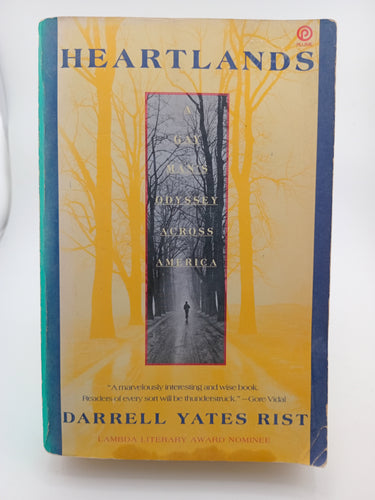 PLUME
HEARTLANDS
A
GAY
MAN'S
ODYSSEY
ACROSS
AMERICA
“A marvelously interesting and wise book.
Readers of every sort will be thunderstruck.” —Gore Vidal
DARRELL YATES RIST
LAMBDA LITERARY AWARD NOMINEE